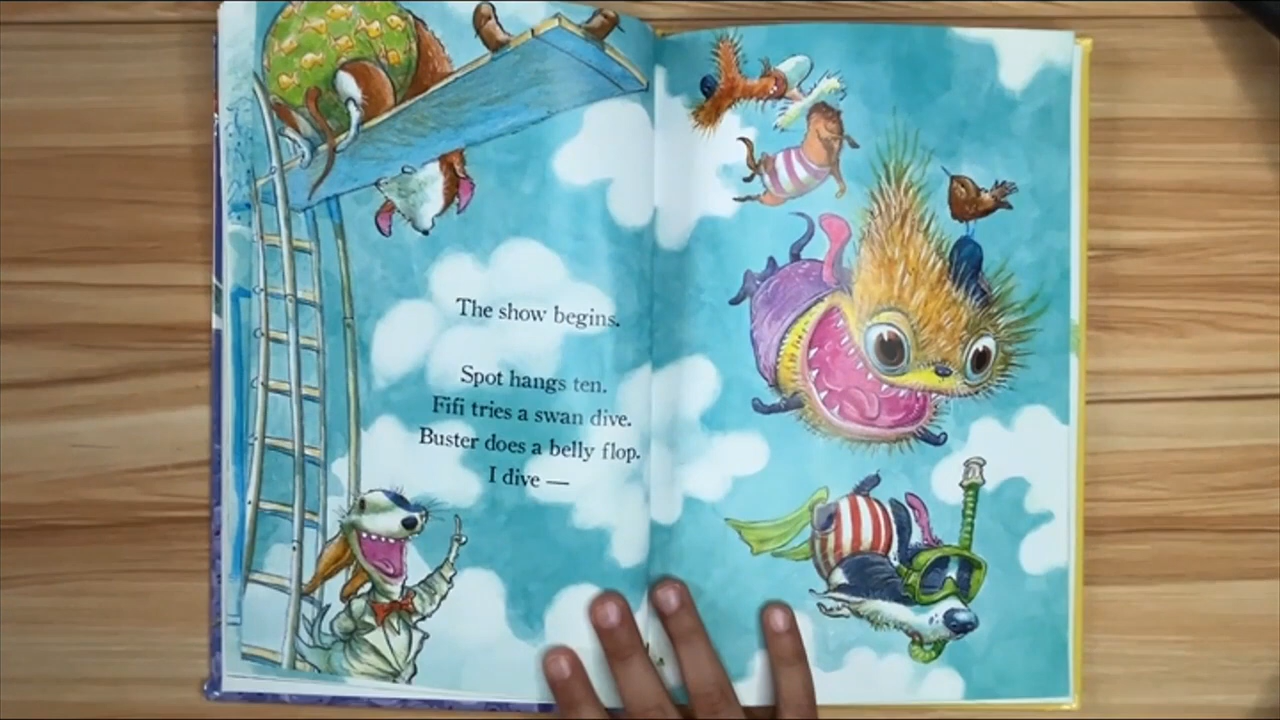 The show begins.
Spot hangs ten.
Fifi tries a swan dive.
Buster does a belly flop.
I dive —